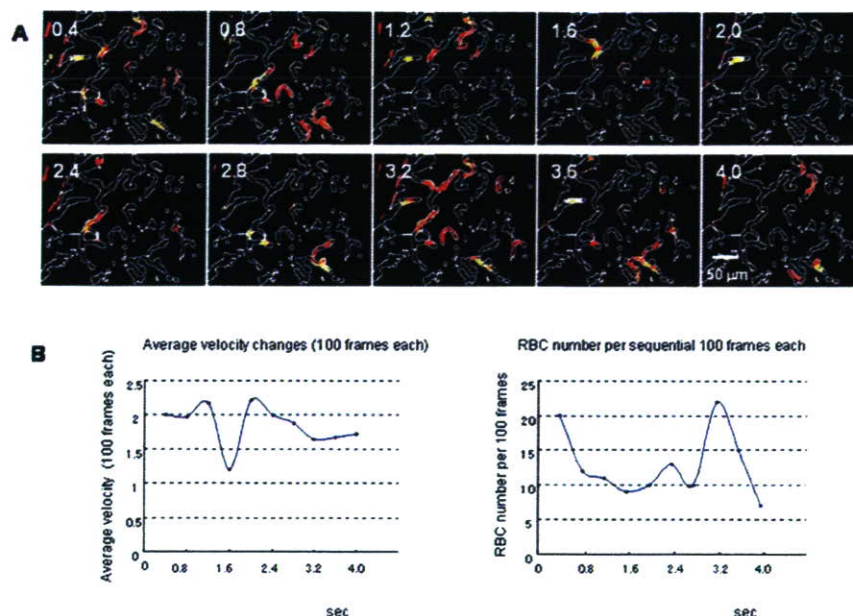 A
0.4
0.8
1.2
1.6
2.0
2.4
2.8
3.2
3.6
4.0
50 µm
B
Average velocity changes (100 frames each)
Average velocity (100 frames each)
2.5
2
1.5
1
0.5
0
0 0.8 1.6 2.4 3.2 4.0
sec
RBC number per sequential 100 frames each
RBC number per 100 frames
25
20
15
10
5
0
0 0.8 1.6 2.4 3.2 4.0
sec